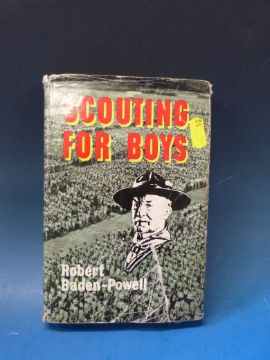 SCOUTING
FOR BOYS
Robert
Baden-Powell